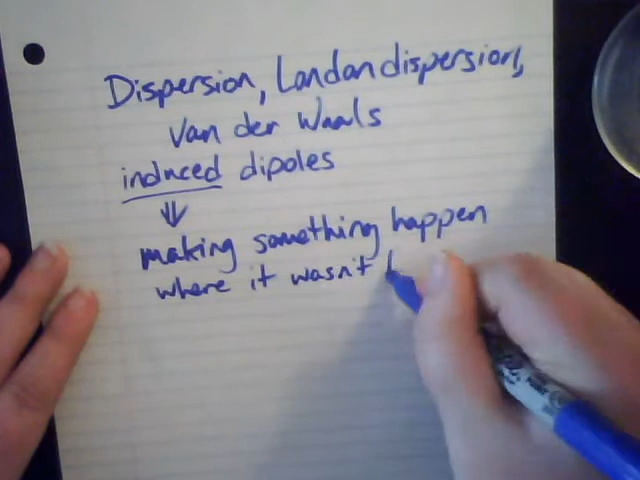 Dispersion, London dispersion,
Van der Waals
induced dipoles
making something happen
where it wasn't